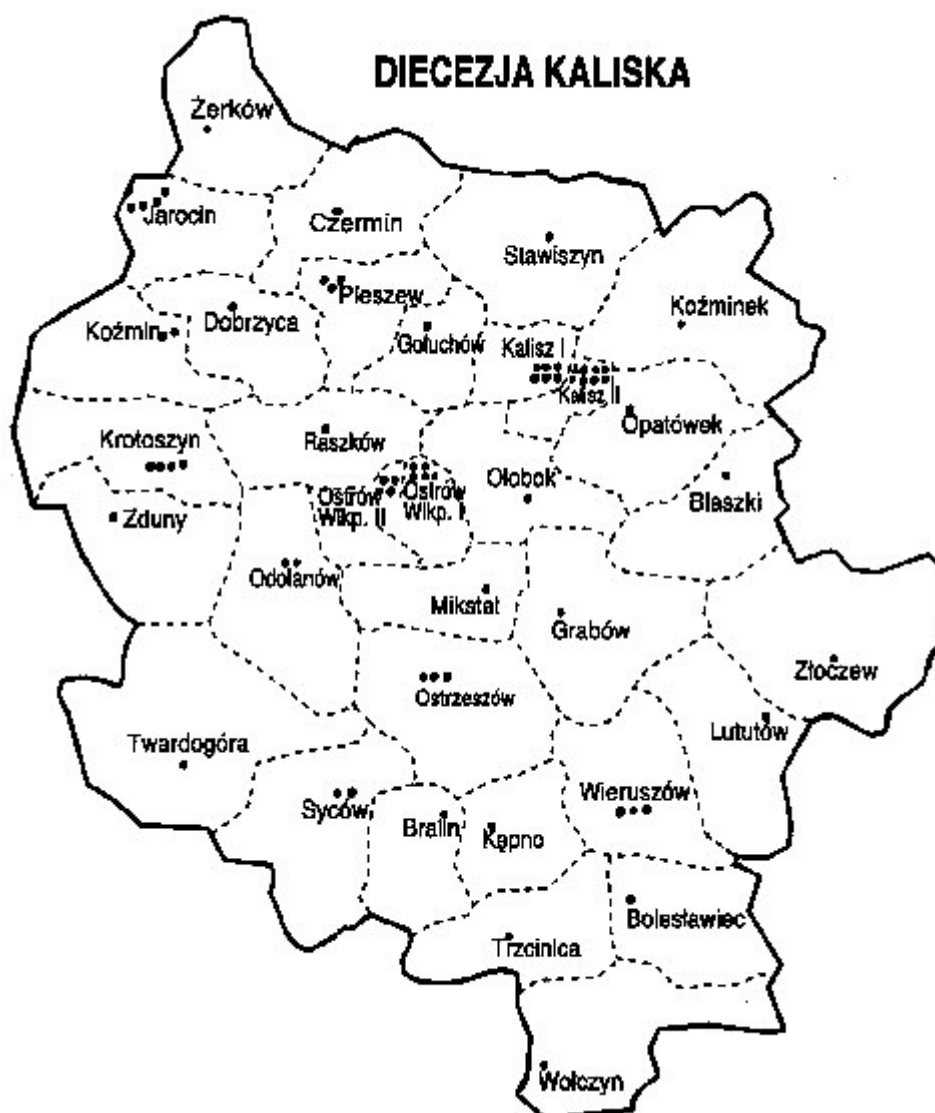 DIECEZJA KALISKA
Żerków
Jarocin
Czermin
Stawiszyn
Pleszew
Koźminek
Koźmin
Dobrzyca
Gołuchów
Kalisz I
Kalisz II
Opatówek
Krotoszyn
Raszków
Ołobok
Błaszki
Ostrów
Wlkp. II
Ostrów
Wlkp. I
Zduny
Odolanów
Mikstat
Grabów
Złoczew
Ostrzeszów
Lututów
Twardogóra
Wieruszów
Syców
Bralin
Kępno
Bolesławiec
Trzcinica
Wołczyn